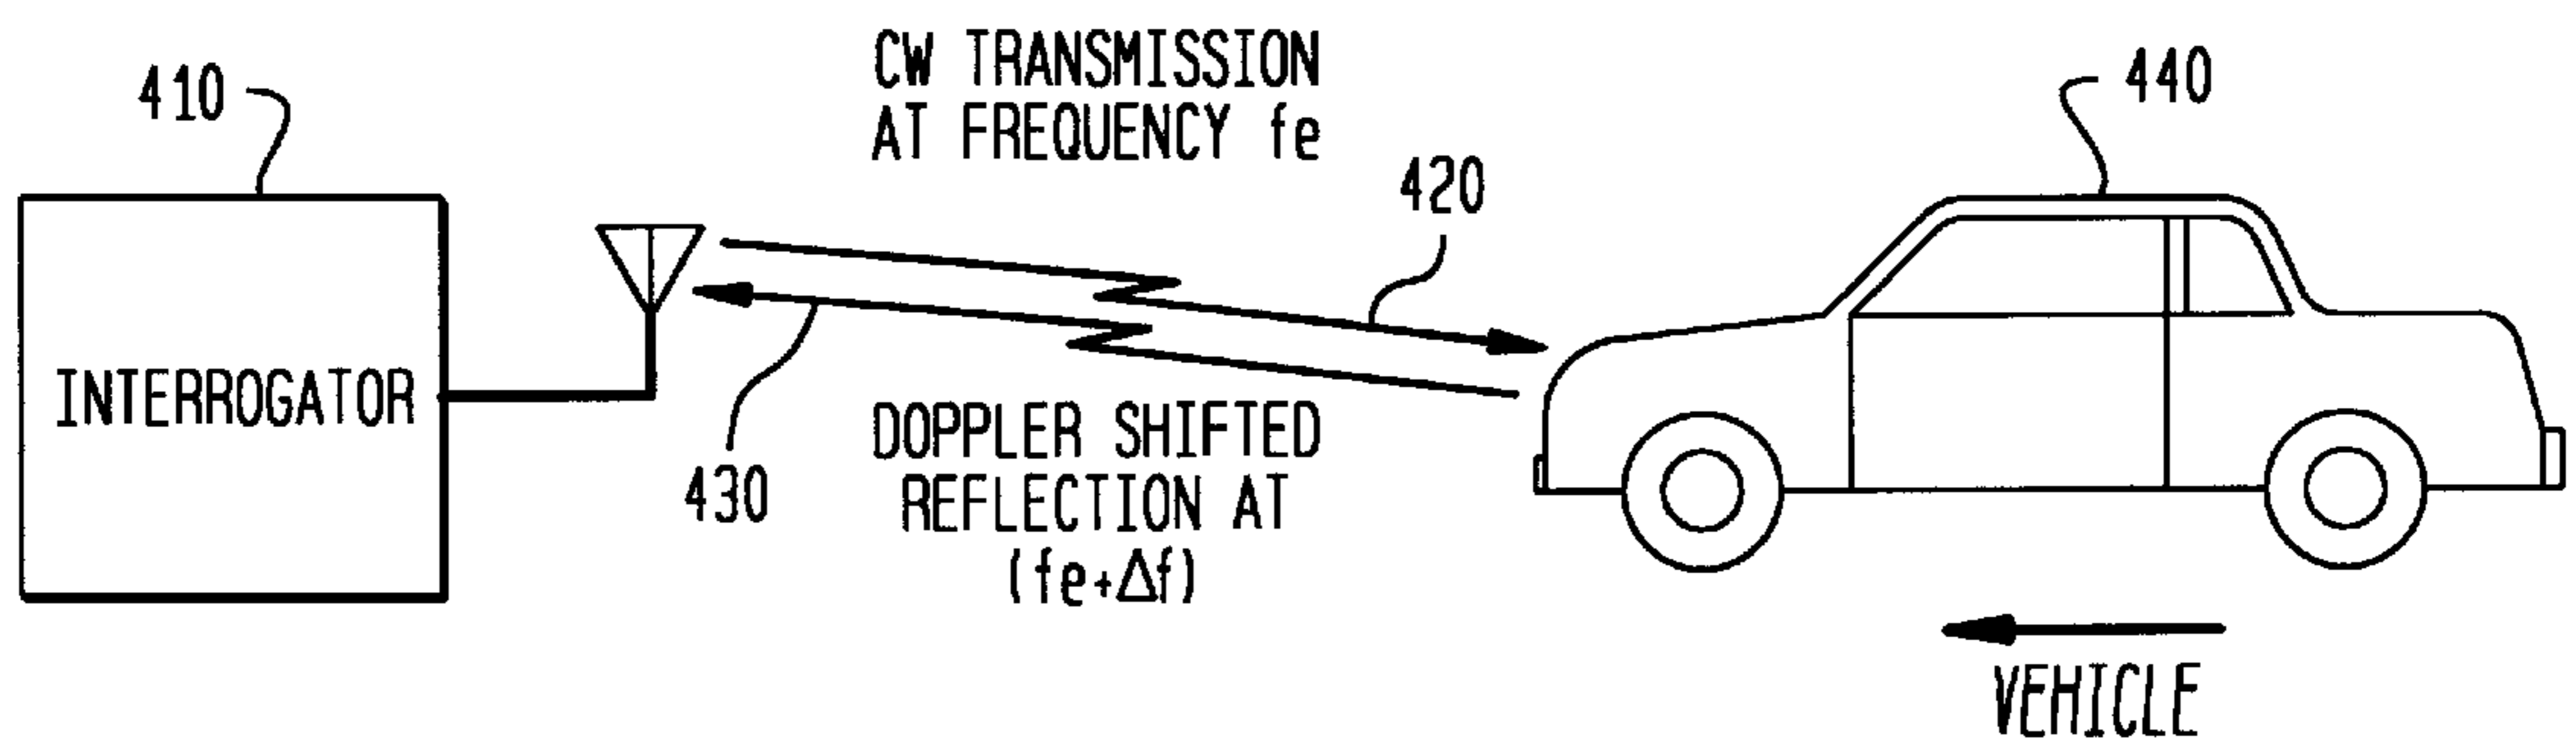 CW TRANSMISSION
AT FREQUENCY fe
410
440
420
INTERROGATOR
430
DOPPLER SHIFTED
REFLECTION AT
(fe+Δf)
VEHICLE